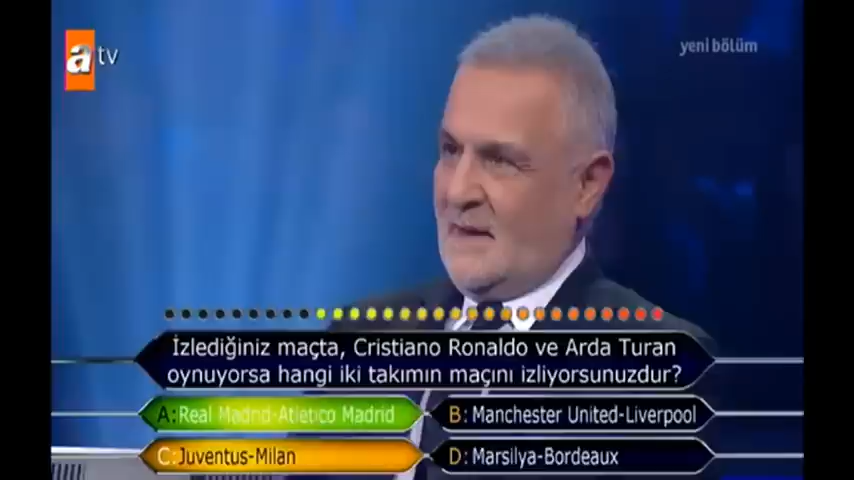 a tv
yeni bölüm
İzlediğiniz maçta, Cristiano Ronaldo ve Arda Turan
oynuyorsa hangi iki takımın maçını izliyorsunuzdur?
A: Real Madrid-Atletico Madrid
B: Manchester United-Liverpool
C: Juventus-Milan
D: Marsilya-Bordeaux